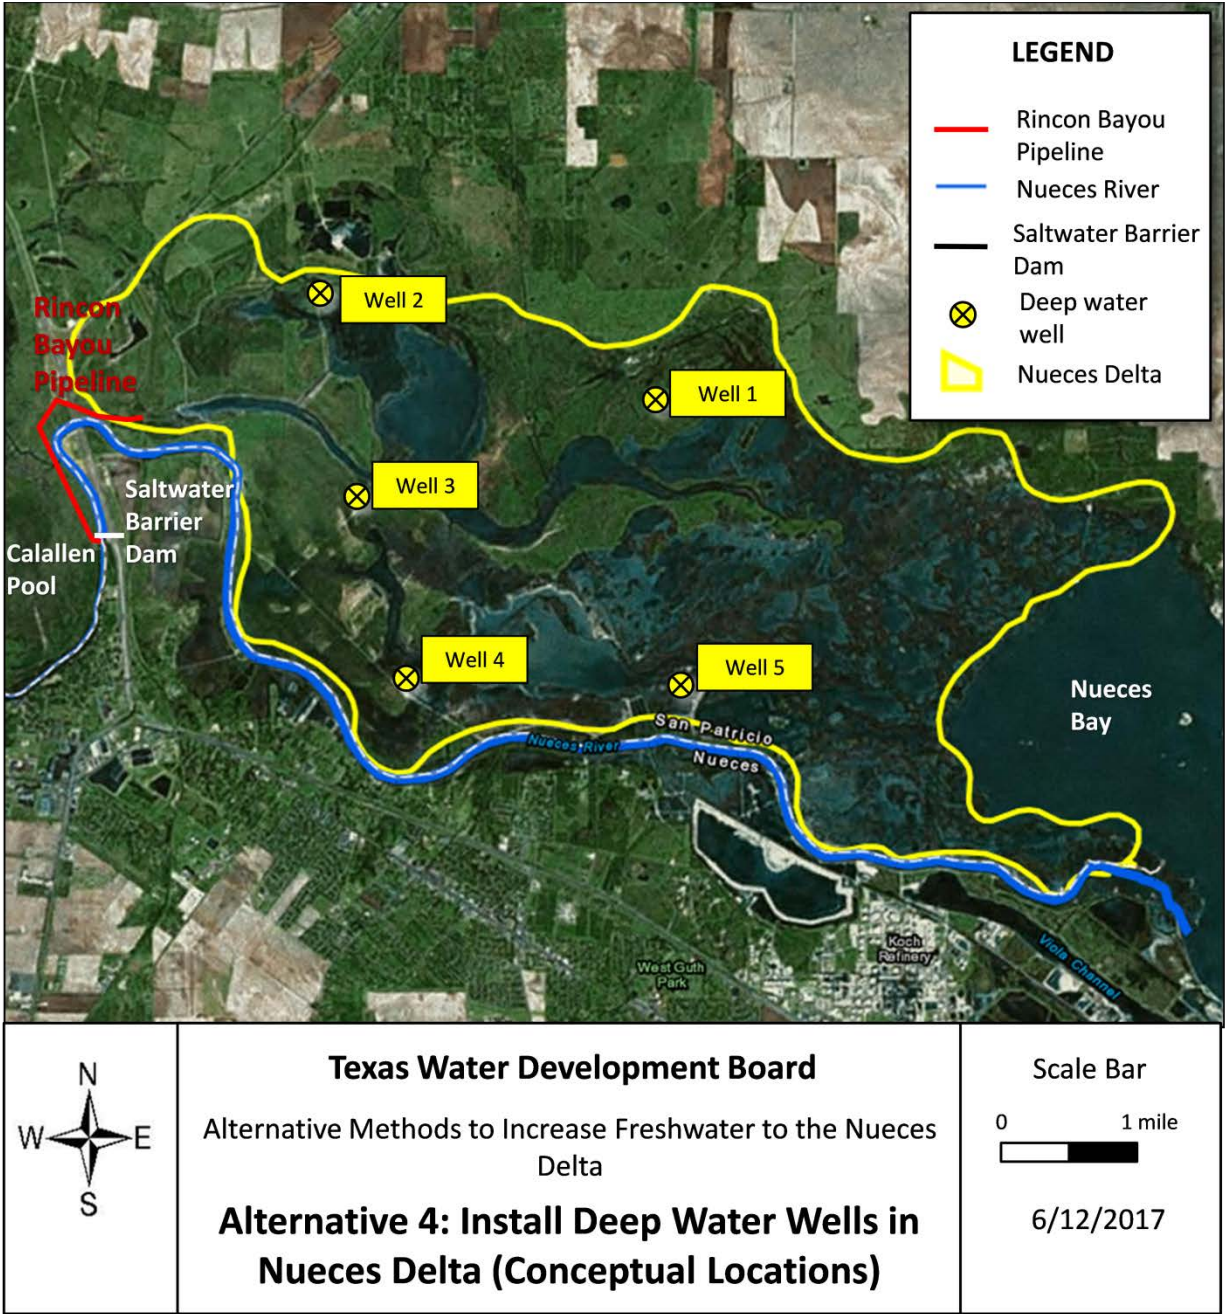 LEGEND
Rincon Bayou
Pipeline
Nueces River
Saltwater Barrier
Dam
Deep water
well
Nueces Delta
Well 2
Rincon
Bayou
Pipeline
Well 1
Well 3
Saltwater
Barrier
Dam
Calallen
Pool
Well 4
Well 5
Nueces
Bay
San Patricio
Nueces River
Nueces
Koch
Refinery
Viola Channel
West Guth
Park
N
W E
S
Texas Water Development Board
Alternative Methods to Increase Freshwater to the Nueces
Delta
Alternative 4: Install Deep Water Wells in
Nueces Delta (Conceptual Locations)
Scale Bar
0 1 mile
6/12/2017